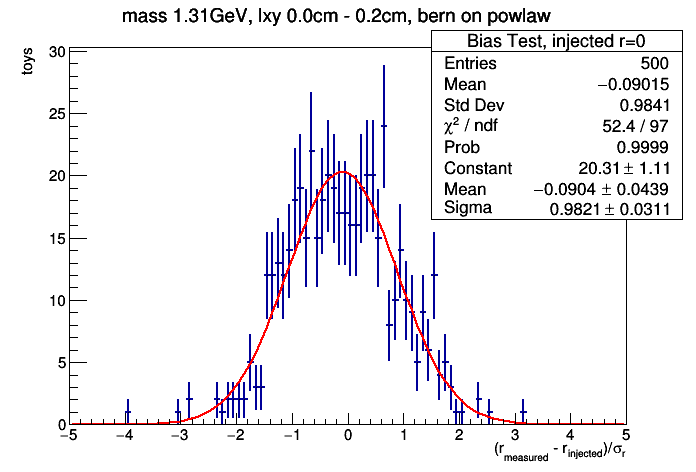 mass 1.31GeV, lxy 0.0cm - 0.2cm, bern on powlaw
Bias Test, injected r=0
Entries 500
Mean −0.09015
Std Dev 0.9841
χ² / ndf 52.4 / 97
Prob 0.9999
Constant 20.31 ± 1.11
Mean −0.0904 ± 0.0439
Sigma 0.9821 ± 0.0311
toys
30
25
20
15
10
5
0
−5 −4 −3 −2 −1 0 1 2 3 4 5
(r_measured - r_injected)/σ_r